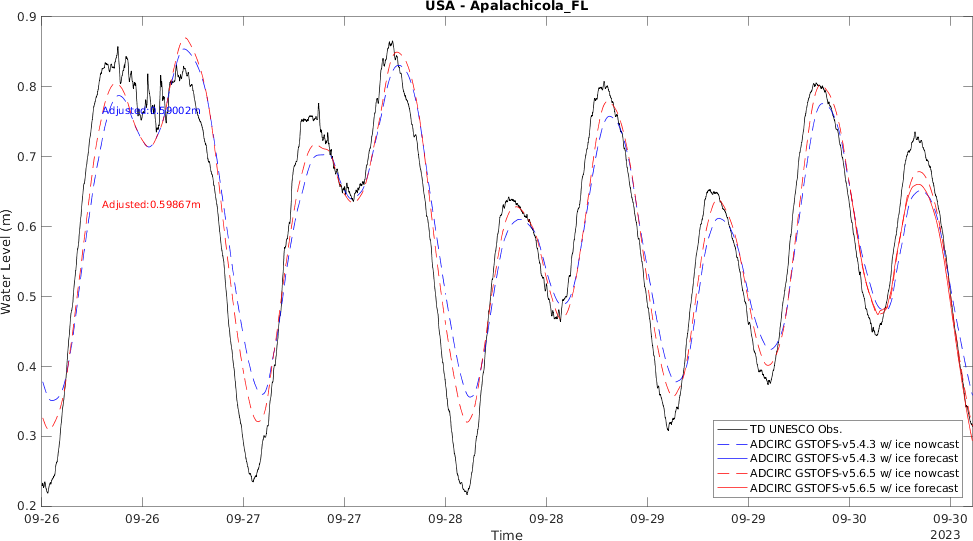 USA - Apalachicola_FL
0.9
0.8
0.7
0.6
0.5
0.4
0.3
0.2
Water Level (m)
Adjusted:0.59002m
Adjusted:0.59867m
TD UNESCO Obs.
ADCIRC GSTOFS-v5.4.3 w/ ice nowcast
ADCIRC GSTOFS-v5.4.3 w/ ice forecast
ADCIRC GSTOFS-v5.6.5 w/ ice nowcast
ADCIRC GSTOFS-v5.6.5 w/ ice forecast
09-26 09-26 09-27 09-27 09-28 09-28 09-29 09-29 09-30 09-30
Time
2023